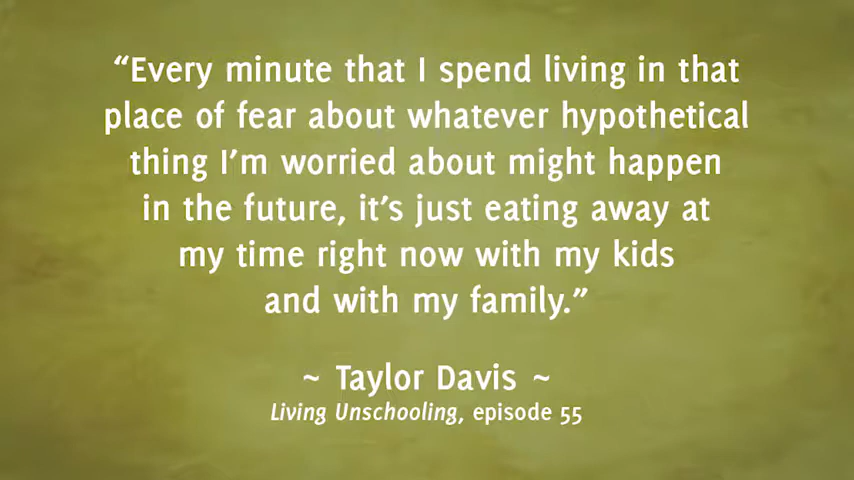 “Every minute that I spend living in that
place of fear about whatever hypothetical
thing I’m worried about might happen
in the future, it’s just eating away at
my time right now with my kids
and with my family.”
~ Taylor Davis ~
Living Unschooling, episode 55